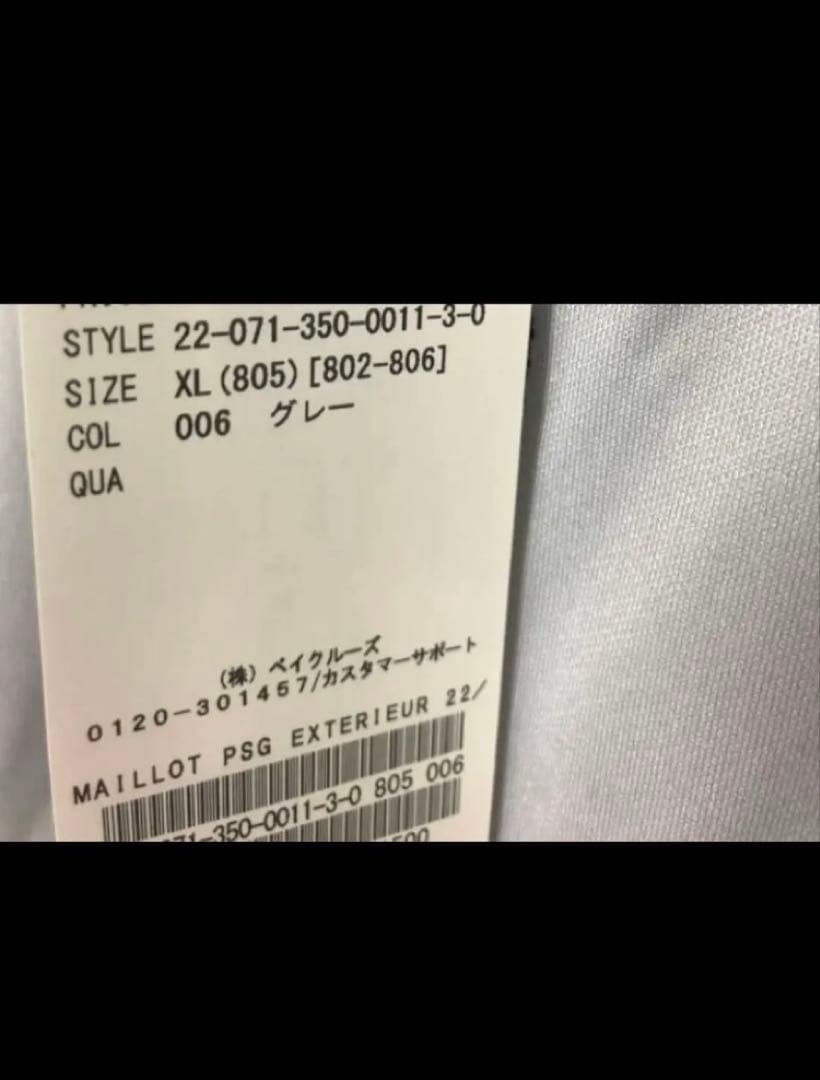 STYLE 22-071-350-0011-3-0
SIZE XL(805)[802-806]
COL 006 グレー
QUA
(株) ベイクルーズ
0120-301457/カスタマーサポート
MAILLOT PSG EXTERIEUR 22/
071-350-0011-3-0 805 006